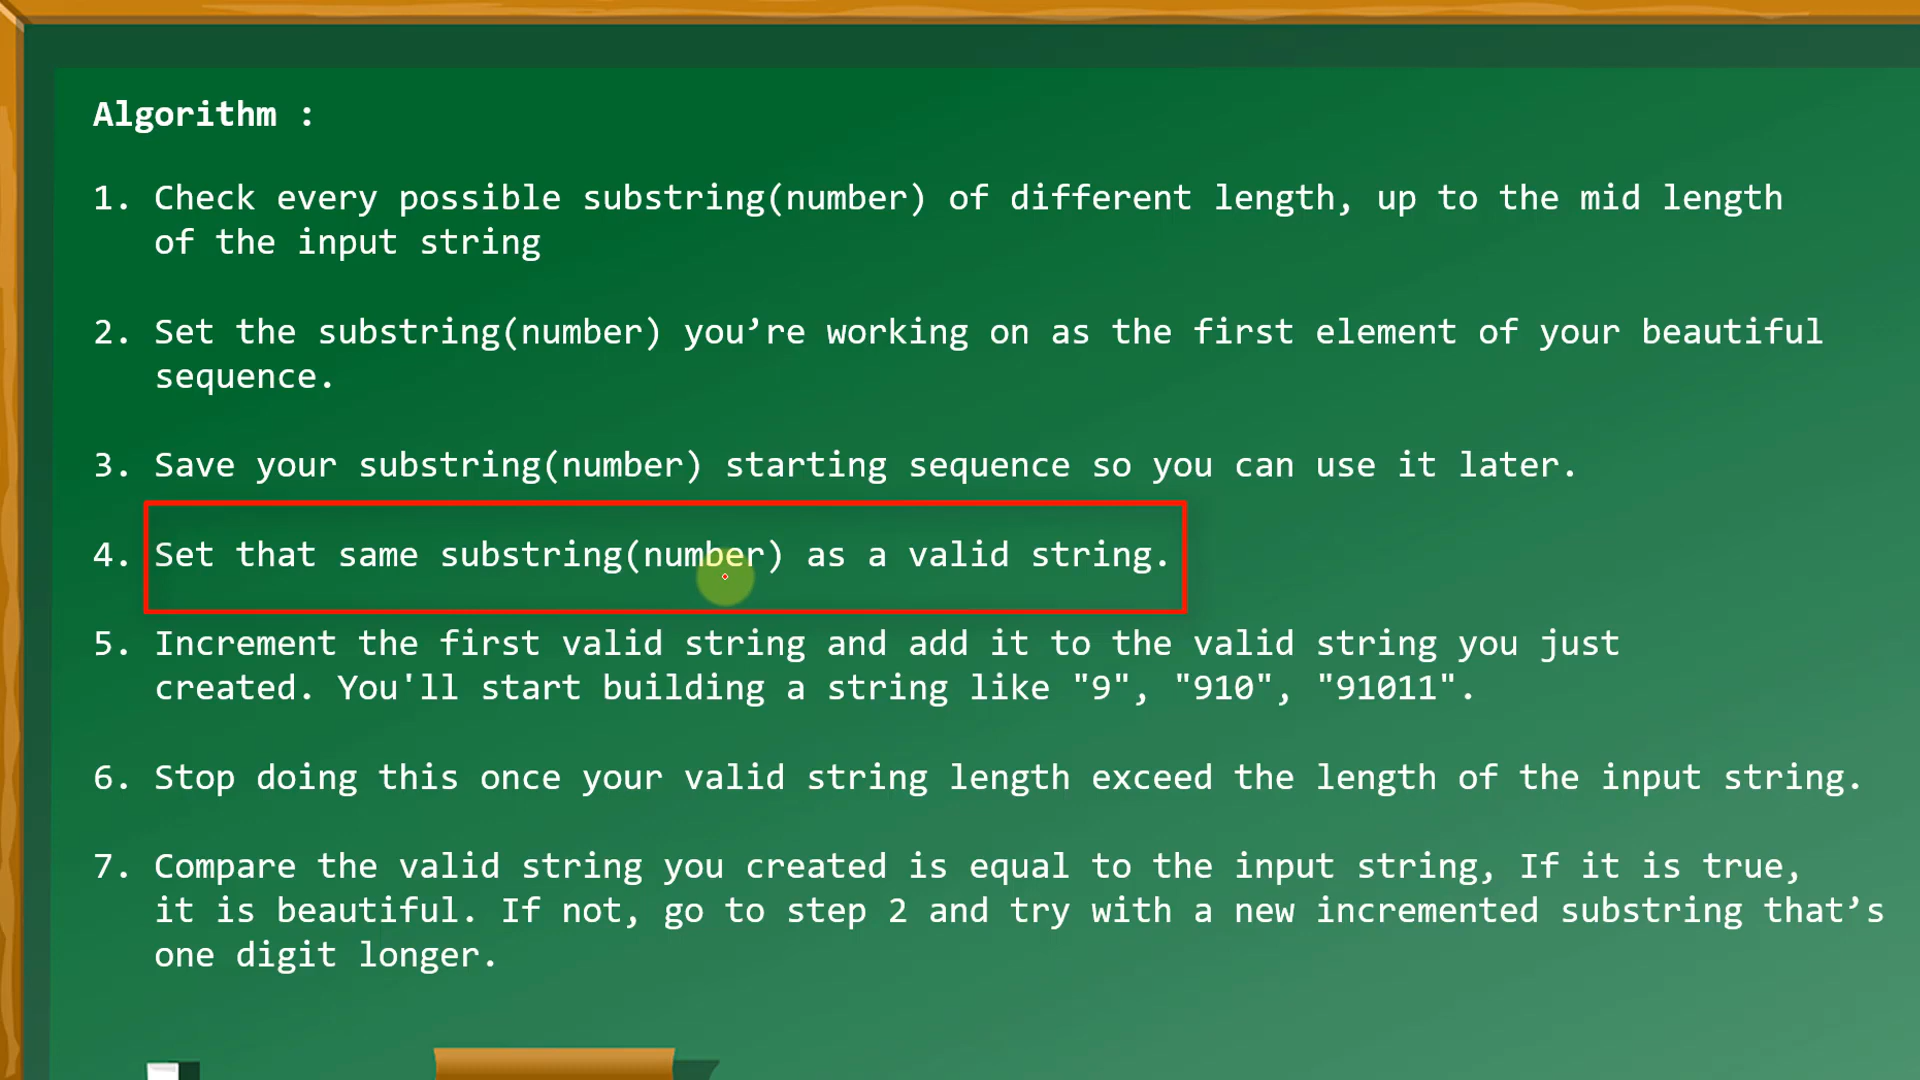 Algorithm :
1. Check every possible substring(number) of different length, up to the mid length
of the input string
2. Set the substring(number) you’re working on as the first element of your beautiful
sequence.
3. Save your substring(number) starting sequence so you can use it later.
4. Set that same substring(number) as a valid string.
5. Increment the first valid string and add it to the valid string you just
created. You'll start building a string like "9", "910", "91011".
6. Stop doing this once your valid string length exceed the length of the input string.
7. Compare the valid string you created is equal to the input string, If it is true,
it is beautiful. If not, go to step 2 and try with a new incremented substring that’s
one digit longer.